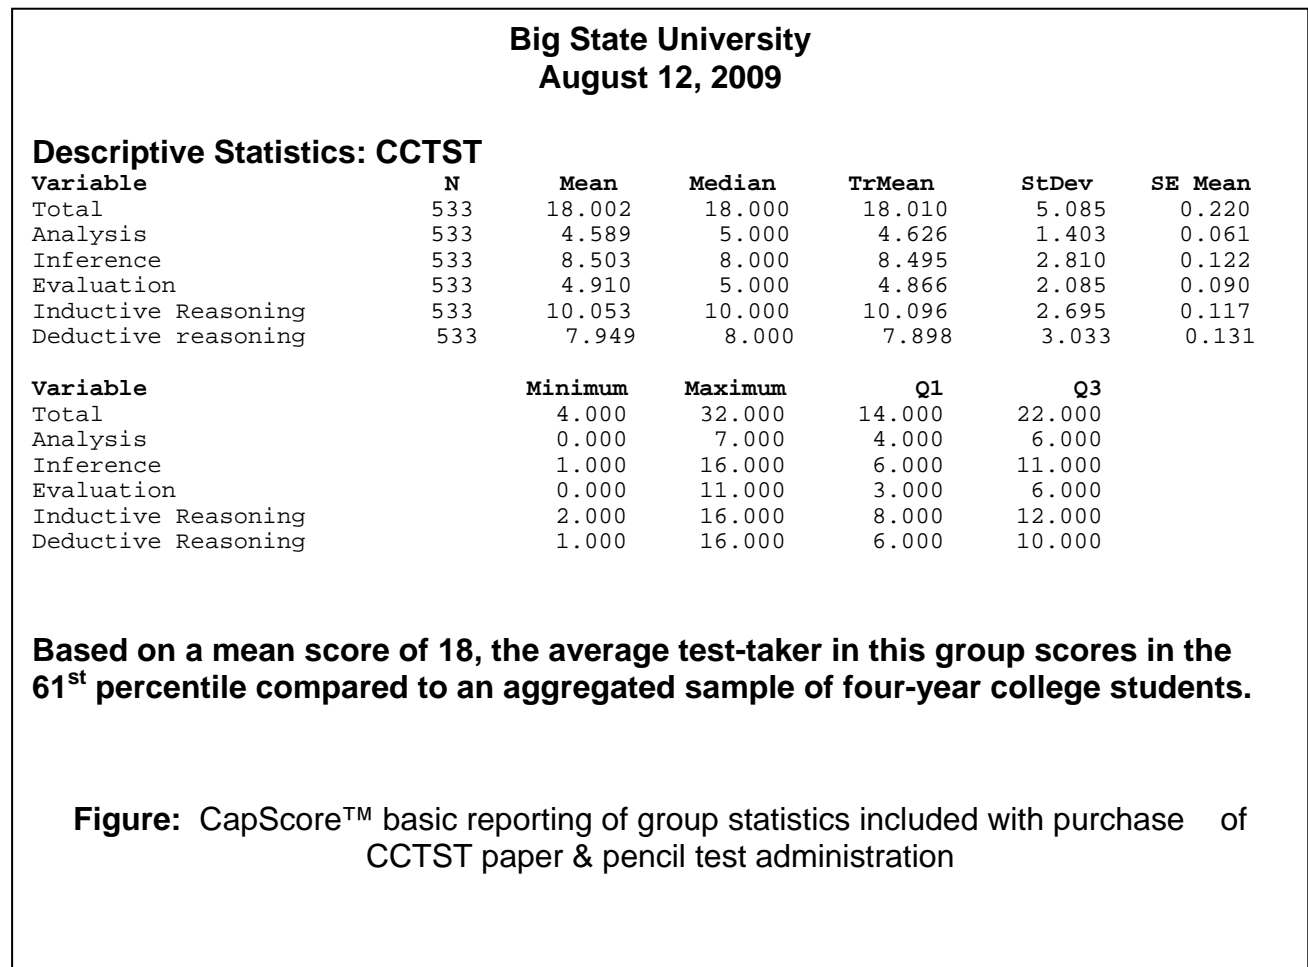 Big State University
August 12, 2009
Descriptive Statistics: CCTST
Variable N Mean Median TrMean StDev SE Mean
Total 533 18.002 18.000 18.010 5.085 0.220
Analysis 533 4.589 5.000 4.626 1.403 0.061
Inference 533 8.503 8.000 8.495 2.810 0.122
Evaluation 533 4.910 5.000 4.866 2.085 0.090
Inductive Reasoning 533 10.053 10.000 10.096 2.695 0.117
Deductive reasoning 533 7.949 8.000 7.898 3.033 0.131
Variable Minimum Maximum Q1 Q3
Total 4.000 32.000 14.000 22.000
Analysis 0.000 7.000 4.000 6.000
Inference 1.000 16.000 6.000 11.000
Evaluation 0.000 11.000 3.000 6.000
Inductive Reasoning 2.000 16.000 8.000 12.000
Deductive Reasoning 1.000 16.000 6.000 10.000
Based on a mean score of 18, the average test-taker in this group scores in the
61st percentile compared to an aggregated sample of four-year college students.
Figure: CapScore™ basic reporting of group statistics included with purchase of
CCTST paper & pencil test administration